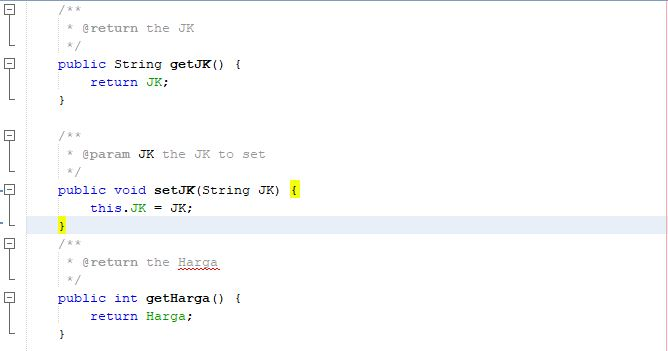 /**
 * @return the JK
 */
public String getJK() {
    return JK;
}

/**
 * @param JK the JK to set
 */
public void setJK(String JK) {
    this.JK = JK;
}
/**
 * @return the Harga
 */
public int getHarga() {
    return Harga;
}